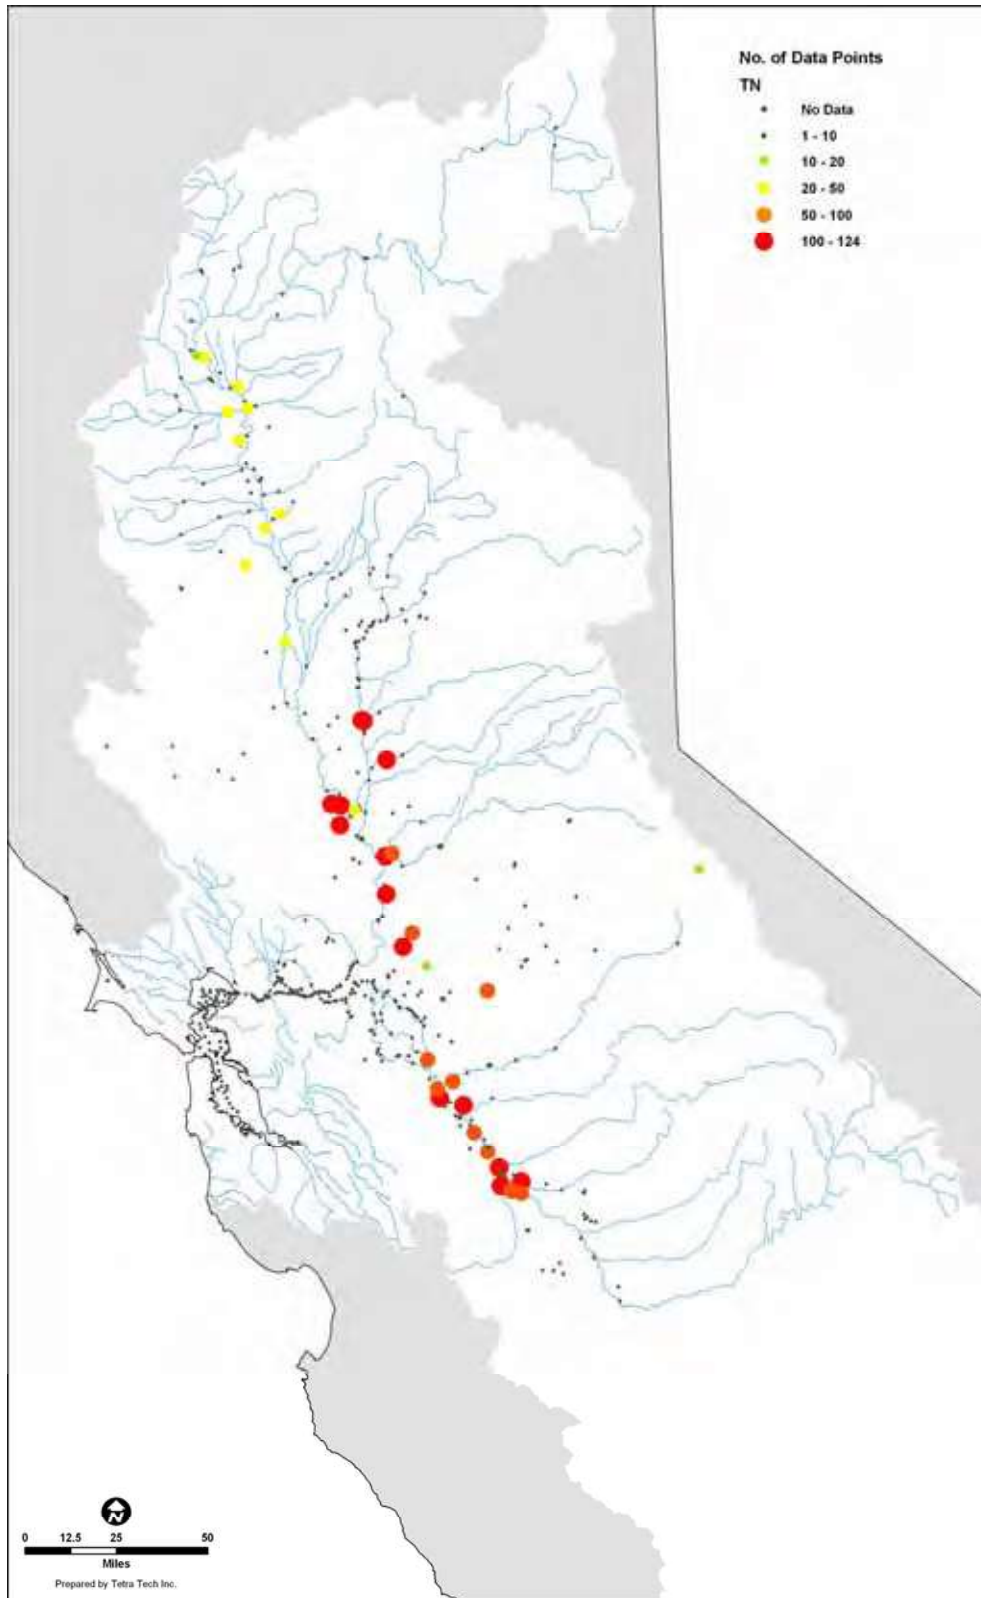 No. of Data Points
TN
No Data
1 - 10
10 - 20
20 - 50
50 - 100
100 - 124
N
0 12.5 25 50
Miles
Prepared by Tetra Tech Inc.